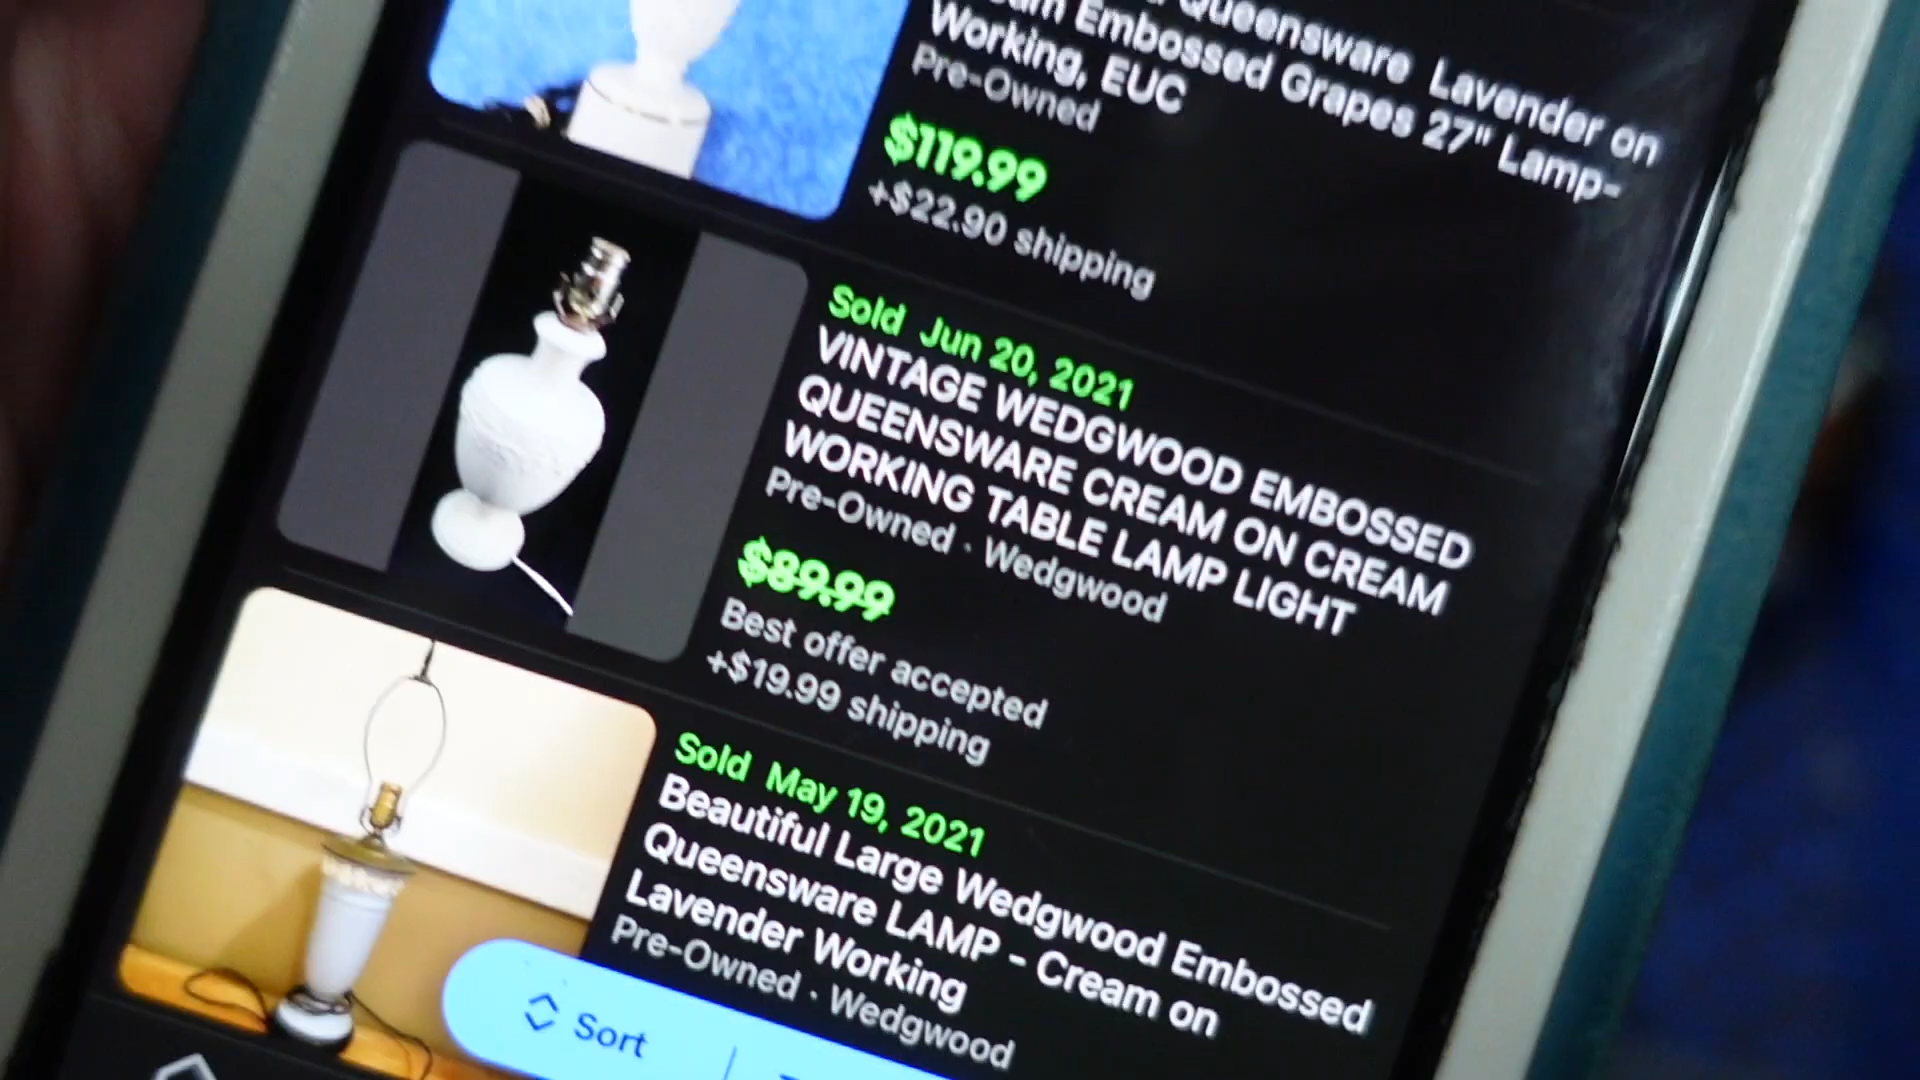 Queensware Lavender on
Embossed Grapes 27" Lamp-
Working, EUC
Pre-Owned
$119.99
+$22.90 shipping
Sold Jun 20, 2021
VINTAGE WEDGWOOD EMBOSSED
QUEENSWARE CREAM ON CREAM
WORKING TABLE LAMP LIGHT
Pre-Owned · Wedgwood
$89.99
Best offer accepted
+$19.99 shipping
Sold May 19, 2021
Beautiful Large Wedgwood Embossed
Queensware LAMP - Cream on
Lavender Working
Pre-Owned · Wedgwood
Sort